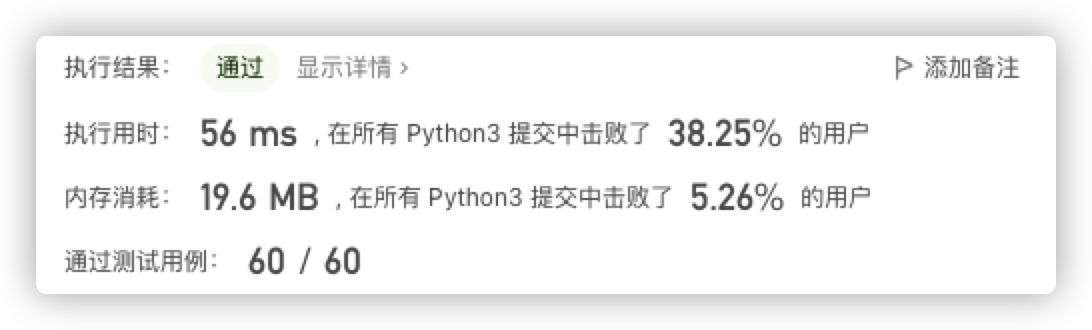 执行结果： 通过 显示详情 › 添加备注
执行用时： 56 ms , 在所有 Python3 提交中击败了 38.25% 的用户
内存消耗： 19.6 MB , 在所有 Python3 提交中击败了 5.26% 的用户
通过测试用例： 60 / 60